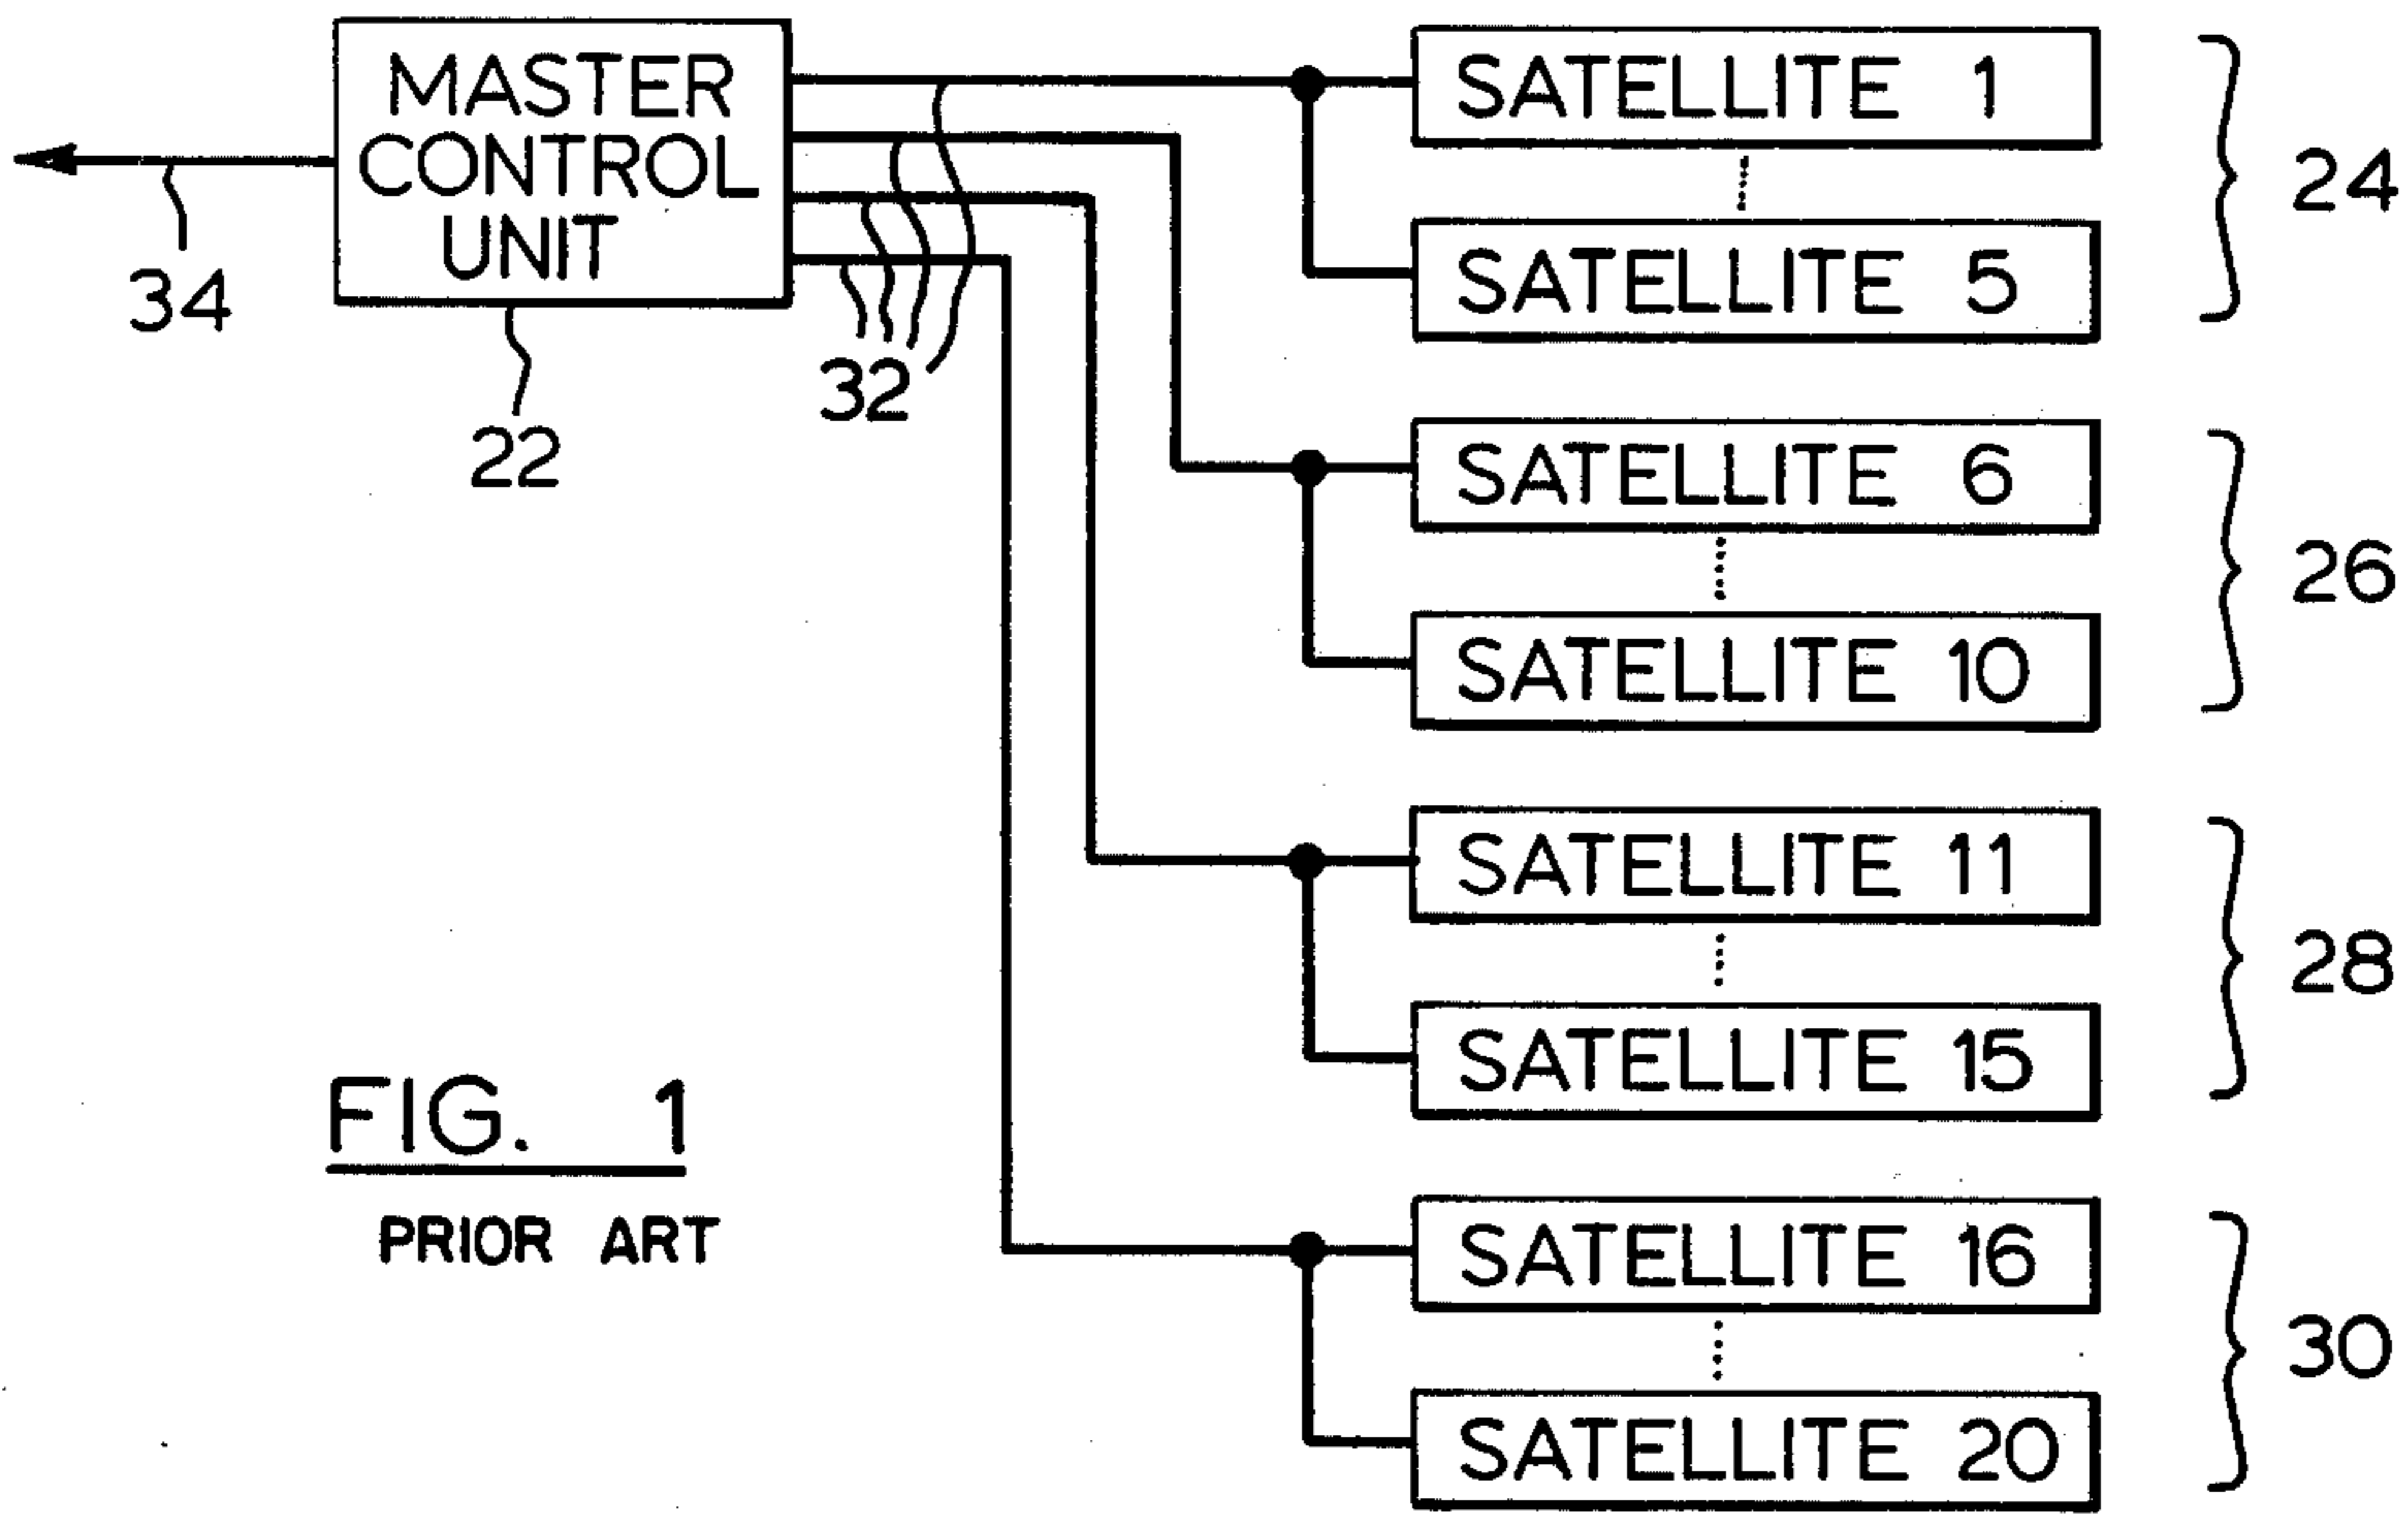 MASTER
CONTROL
UNIT
34
22
32
SATELLITE 1
SATELLITE 5
24
SATELLITE 6
SATELLITE 10
26
SATELLITE 11
SATELLITE 15
28
SATELLITE 16
SATELLITE 20
30
FIG. 1
PRIOR ART